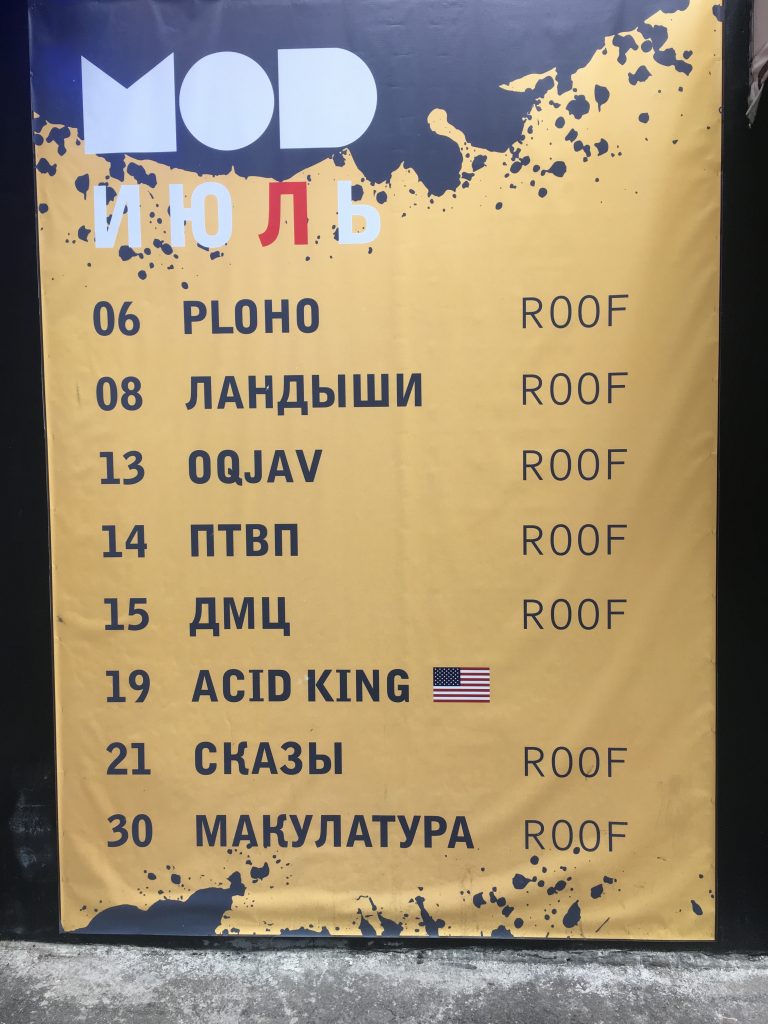 MOD
ИЮЛЬ
06 PLOHO ROOF
08 ЛАНДЫШИ ROOF
13 OQJAV ROOF
14 ПТВП ROOF
15 ДМЦ ROOF
19 ACID KING
21 СКАЗЫ ROOF
30 МАКУЛАТУРА ROOF